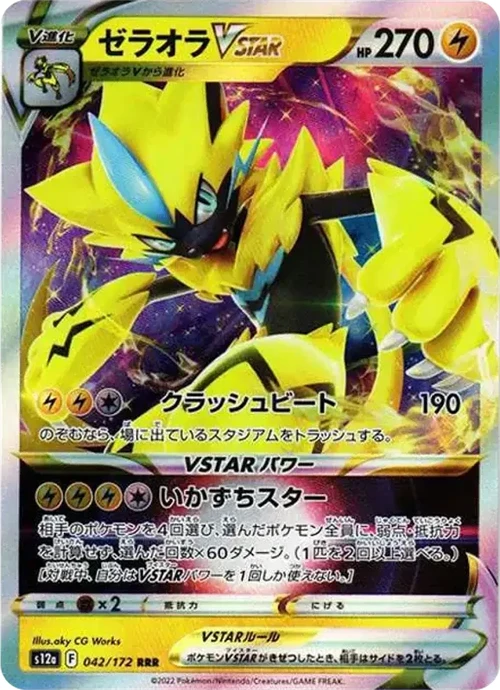 V進化
ゼラオラVSTAR
HP 270
ゼラオラVから進化
クラッシュビート 190
のぞむなら、場に出ているスタジアムをトラッシュする。
VSTARパワー
いかずちスター
相手のポケモンを4回選び、選んだポケモン全員に、弱点・抵抗力
を計算せず、選んだ回数×60ダメージ。(1匹を2回以上選べる。)
[対戦中、自分はVSTARパワーを1回しか使えない。]
弱点 ×2 抵抗力 にげる
Illus.aky CG Works
VSTARルール
s12a F 042/172 RRR
ポケモンVSTARがきぜつしたとき、相手はサイドを2枚とる。
©2022 Pokémon/Nintendo/Creatures/GAME FREAK.